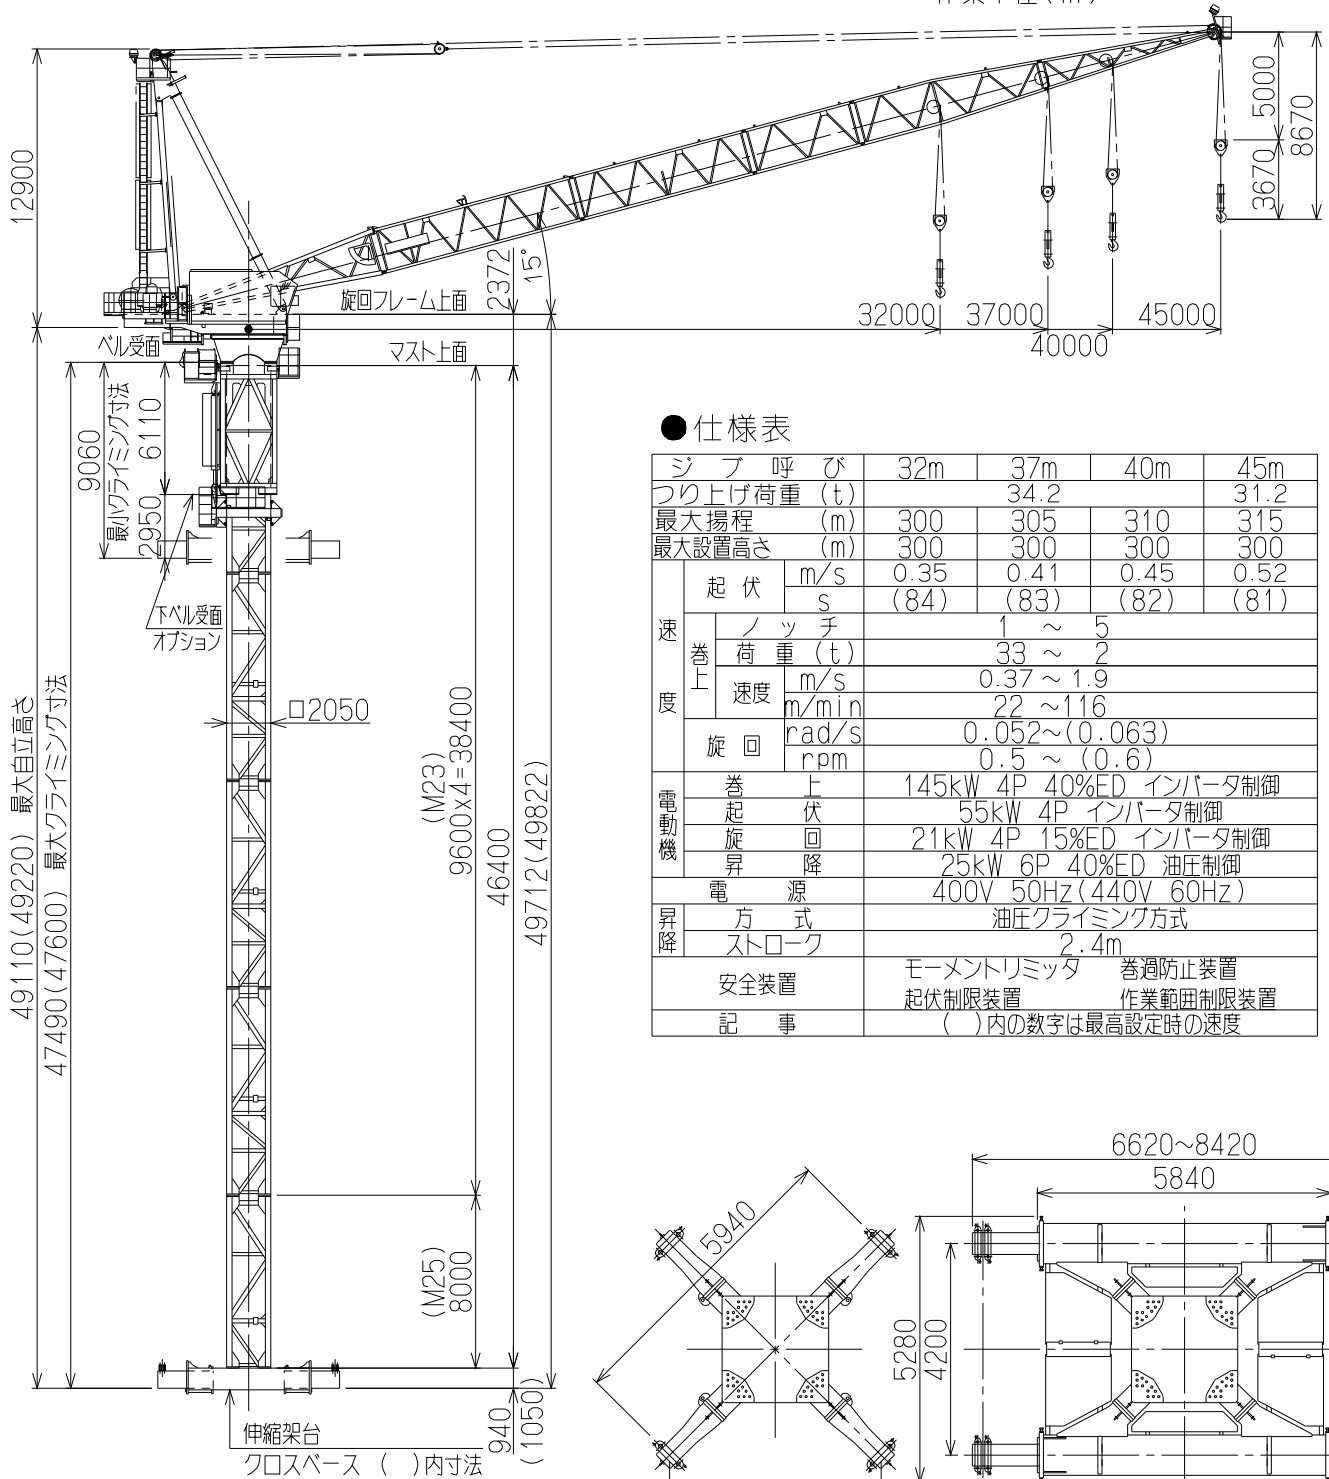 12900
5000
8670
3670
2372
15°
旋回フレーム上面
32000
37000
40000
45000
ベル受面
マスト上面
9060
最小クライミング寸法
6110
2950
下ベル受面
オプション
□2050
49110(49220) 最大自立高さ
47490(47600) 最大クライミング寸法
(M23)
9600x4=38400
46400
49712(49822)
(M25)
8000
940
(1050)
伸縮架台
クロスベース ( )内寸法
●仕様表
ジブ呼び 32m 37m 40m 45m
つり上げ荷重 (t) 34.2 31.2
最大揚程 (m) 300 305 310 315
最大設置高さ (m) 300 300 300 300
速度 起伏 m/s 0.35 0.41 0.45 0.52
s (84) (83) (82) (81)
巻上 ノッチ 1 ~ 5
荷重 (t) 33 ~ 2
速度 m/s 0.37 ~ 1.9
m/min 22 ~116
旋回 rad/s 0.052~(0.063)
rpm 0.5 ~ (0.6)
電動機 巻上 145kW 4P 40%ED インバータ制御
起伏 55kW 4P インバータ制御
旋回 21kW 4P 15%ED インバータ制御
昇降 25kW 6P 40%ED 油圧制御
電源 400V 50Hz(440V 60Hz)
昇降 方式 油圧クライミング方式
ストローク 2.4m
安全装置 モーメントリミッタ 巻過防止装置
起伏制限装置 作業範囲制限装置
記事 ( )内の数字は最高設定時の速度
5940
6620~8420
5840
5280
4200